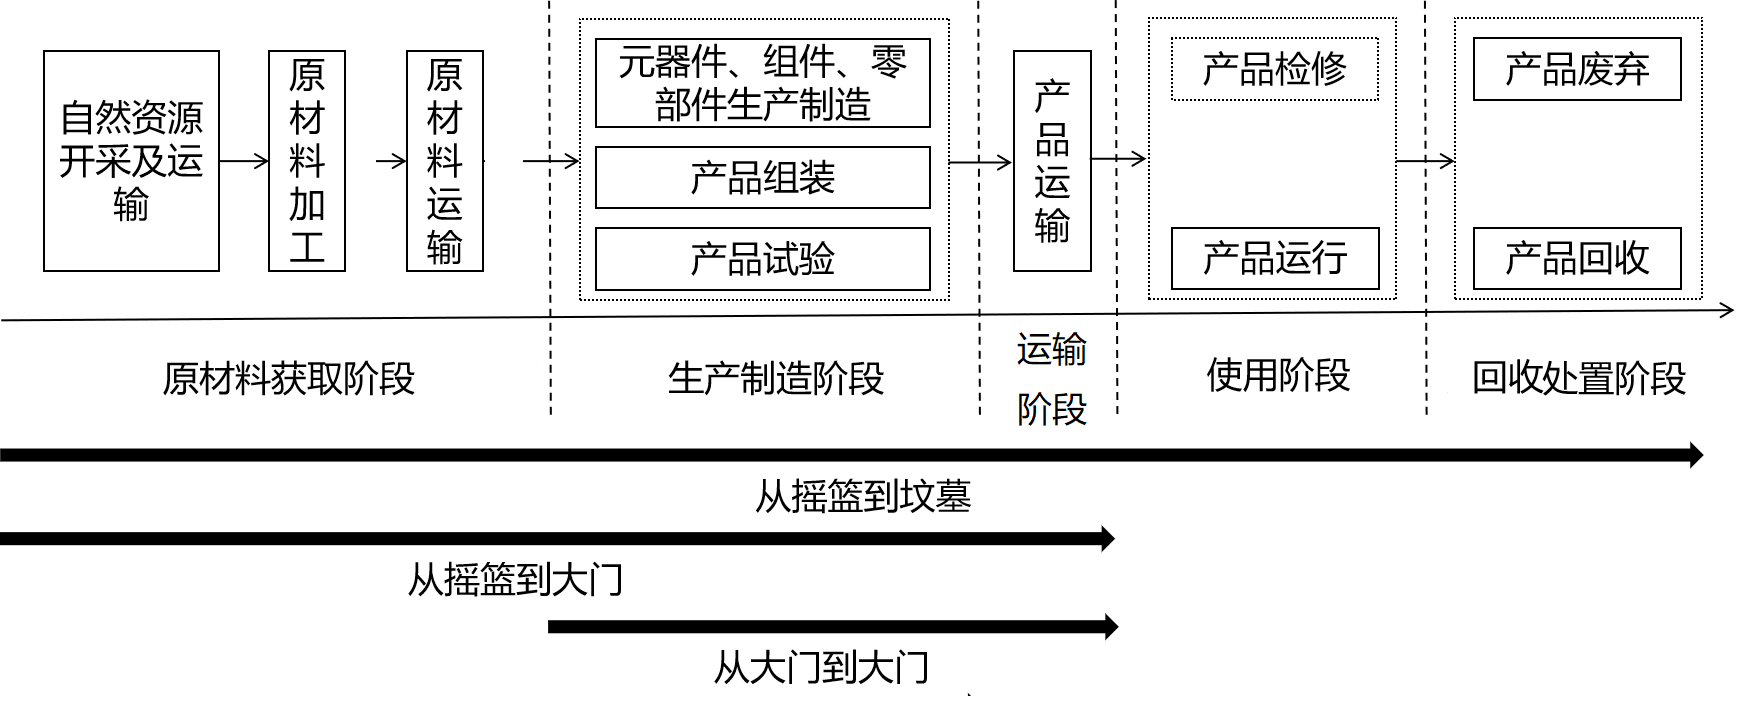 自然资源
开采及运
输
原
材
料
加
工
原
材
料
运
输
元器件、组件、零
部件生产制造
产品组装
产品试验
产
品
运
输
产品检修
产品运行
产品废弃
产品回收
原材料获取阶段
生产制造阶段
运输
阶段
使用阶段
回收处置阶段
从摇篮到坟墓
从摇篮到大门
从大门到大门